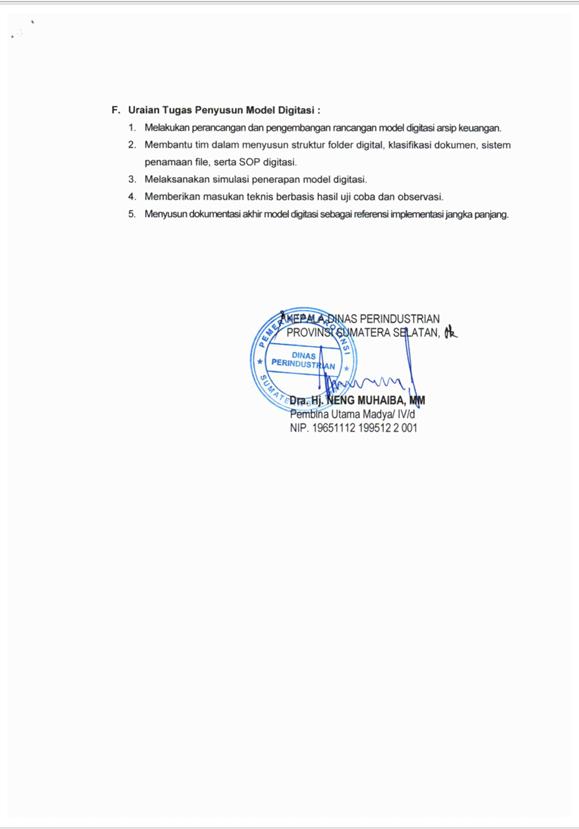 F. Uraian Tugas Penyusun Model Digitasi :
1. Melakukan perancangan dan pengembangan rancangan model digitasi arsip keuangan.
2. Membantu tim dalam menyusun struktur folder digital, klasifikasi dokumen, sistem
penamaan file, serta SOP digitasi.
3. Melaksanakan simulasi penerapan model digitasi.
4. Memberikan masukan teknis berbasis hasil uji coba dan observasi.
5. Menyusun dokumentasi akhir model digitasi sebagai referensi implementasi jangka panjang.
KEPALA DINAS PERINDUSTRIAN
PROVINSI SUMATERA SELATAN,
PEMERINTAH PROVINSI
DINAS
PERINDUSTRIAN
Dra. Hj. NENG MUHAIBA, MM
Pembina Utama Madya/ IV/d
NIP. 19651112 199512 2 001